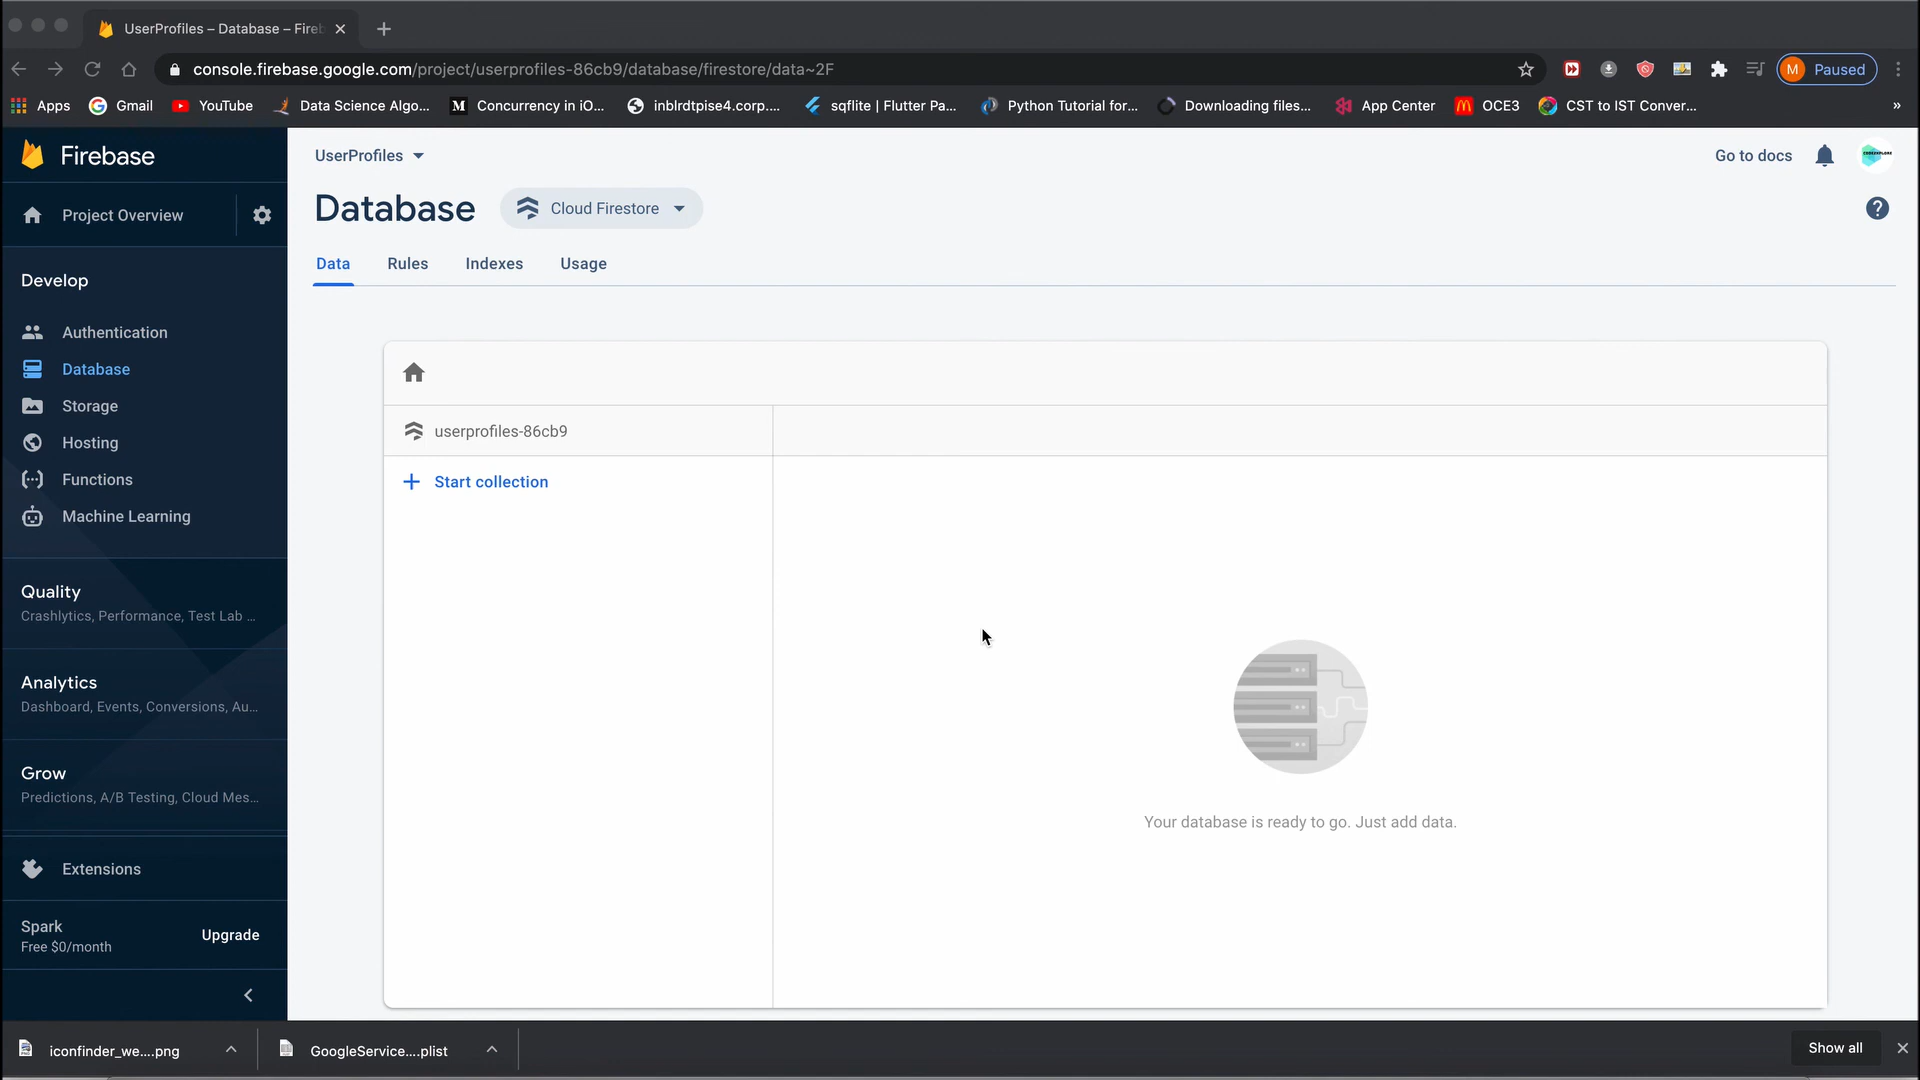 UserProfiles – Database – Fireb
console.firebase.google.com/project/userprofiles-86cb9/database/firestore/data~2F
M Paused
Apps Gmail YouTube Data Science Algo... Concurrency in iO... inblrdtpise4.corp.... sqflite | Flutter Pa... Python Tutorial for... Downloading files... App Center OCE3 CST to IST Conver... »
Firebase
UserProfiles
Go to docs
Project Overview
Database
Cloud Firestore
Data Rules Indexes Usage
Develop
Authentication
Database
Storage
Hosting
Functions
Machine Learning
Quality
Crashlytics, Performance, Test Lab ...
Analytics
Dashboard, Events, Conversions, Au...
Grow
Predictions, A/B Testing, Cloud Mes...
Extensions
Spark
Free $0/month
Upgrade
userprofiles-86cb9
Start collection
Your database is ready to go. Just add data.
iconfinder_we....png
GoogleService....plist
Show all